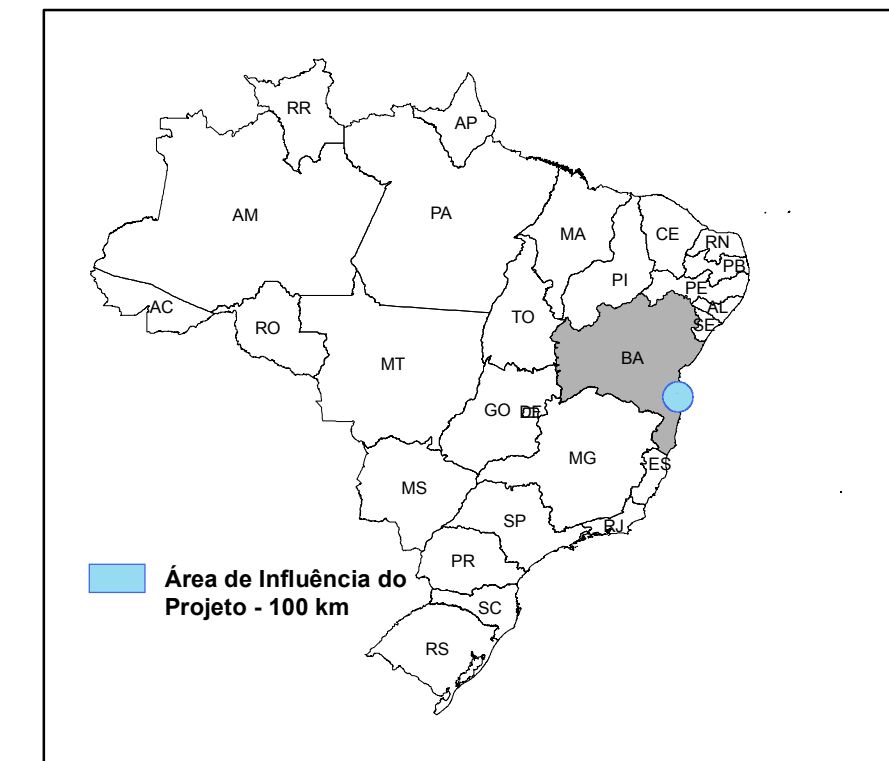 RR
AP
AM
PA
MA
CE
RN
PB
PI
PE
AL
SE
AC
RO
TO
BA
MT
GO
DF
MG
ES
MS
SP
RJ
PR
Área de Influência do
Projeto - 100 km
SC
RS